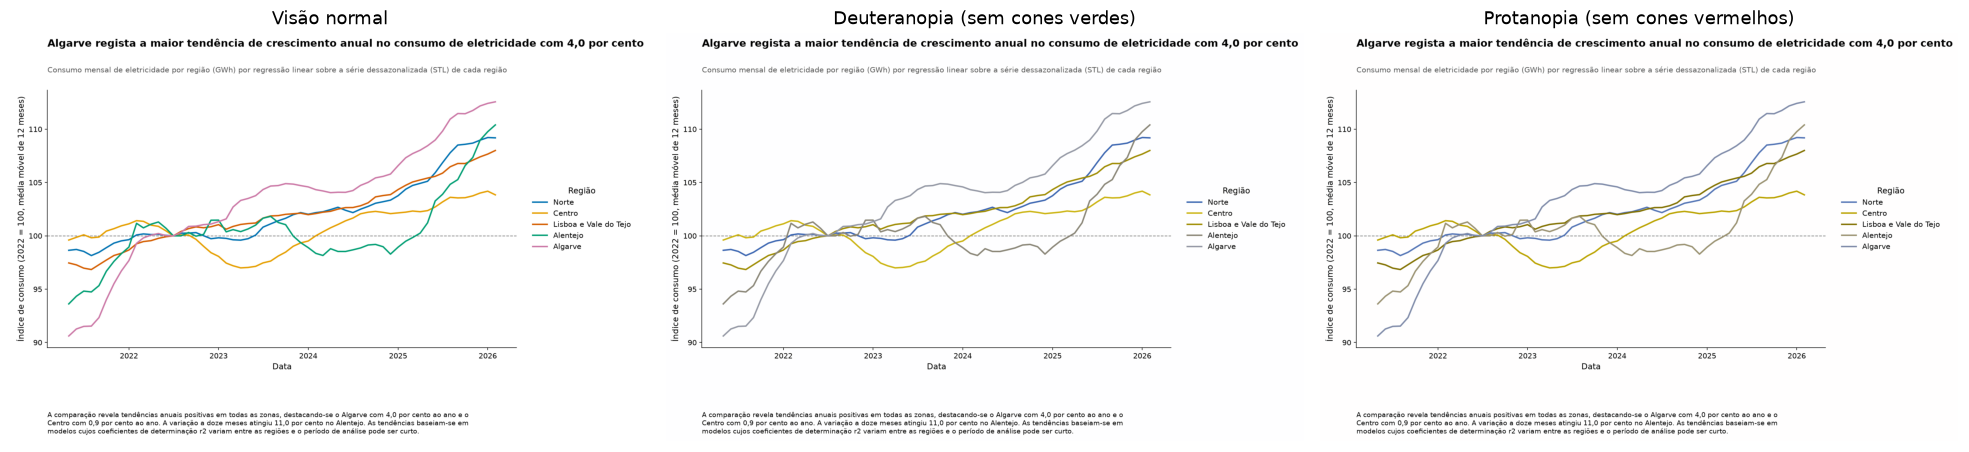 Visão normal
Algarve regista a maior tendência de crescimento anual no consumo de eletricidade com 4,0 por cento
Consumo mensal de eletricidade por região (GWh) por regressão linear sobre a série dessazonalizada (STL) de cada região
Índice de consumo (2022 = 100, média móvel de 12 meses)
110
105
100
95
90
2022
2023
2024
2025
2026
Data
Região
Norte
Centro
Lisboa e Vale do Tejo
Alentejo
Algarve
A comparação revela tendências anuais positivas em todas as zonas, destacando-se o Algarve com 4,0 por cento ao ano e o
Centro com 0,9 por cento ao ano. A variação a doze meses atingiu 11,0 por cento no Alentejo. As tendências baseiam-se em
modelos cujos coeficientes de determinação r2 variam entre as regiões e o período de análise pode ser curto.
Deuteranopia (sem cones verdes)
Algarve regista a maior tendência de crescimento anual no consumo de eletricidade com 4,0 por cento
Consumo mensal de eletricidade por região (GWh) por regressão linear sobre a série dessazonalizada (STL) de cada região
Índice de consumo (2022 = 100, média móvel de 12 meses)
110
105
100
95
90
2022
2023
2024
2025
2026
Data
Região
Norte
Centro
Lisboa e Vale do Tejo
Alentejo
Algarve
A comparação revela tendências anuais positivas em todas as zonas, destacando-se o Algarve com 4,0 por cento ao ano e o
Centro com 0,9 por cento ao ano. A variação a doze meses atingiu 11,0 por cento no Alentejo. As tendências baseiam-se em
modelos cujos coeficientes de determinação r2 variam entre as regiões e o período de análise pode ser curto.
Protanopia (sem cones vermelhos)
Algarve regista a maior tendência de crescimento anual no consumo de eletricidade com 4,0 por cento
Consumo mensal de eletricidade por região (GWh) por regressão linear sobre a série dessazonalizada (STL) de cada região
Índice de consumo (2022 = 100, média móvel de 12 meses)
110
105
100
95
90
2022
2023
2024
2025
2026
Data
Região
Norte
Centro
Lisboa e Vale do Tejo
Alentejo
Algarve
A comparação revela tendências anuais positivas em todas as zonas, destacando-se o Algarve com 4,0 por cento ao ano e o
Centro com 0,9 por cento ao ano. A variação a doze meses atingiu 11,0 por cento no Alentejo. As tendências baseiam-se em
modelos cujos coeficientes de determinação r2 variam entre as regiões e o período de análise pode ser curto.